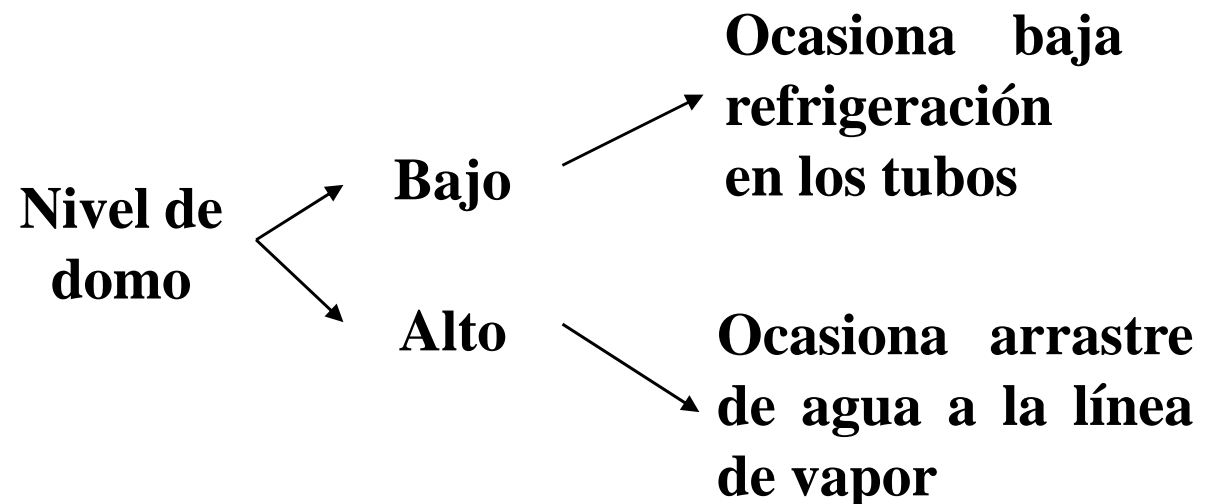 Nivel de
domo
Bajo
Ocasiona baja
refrigeración
en los tubos
Alto
Ocasiona arrastre
de agua a la línea
de vapor